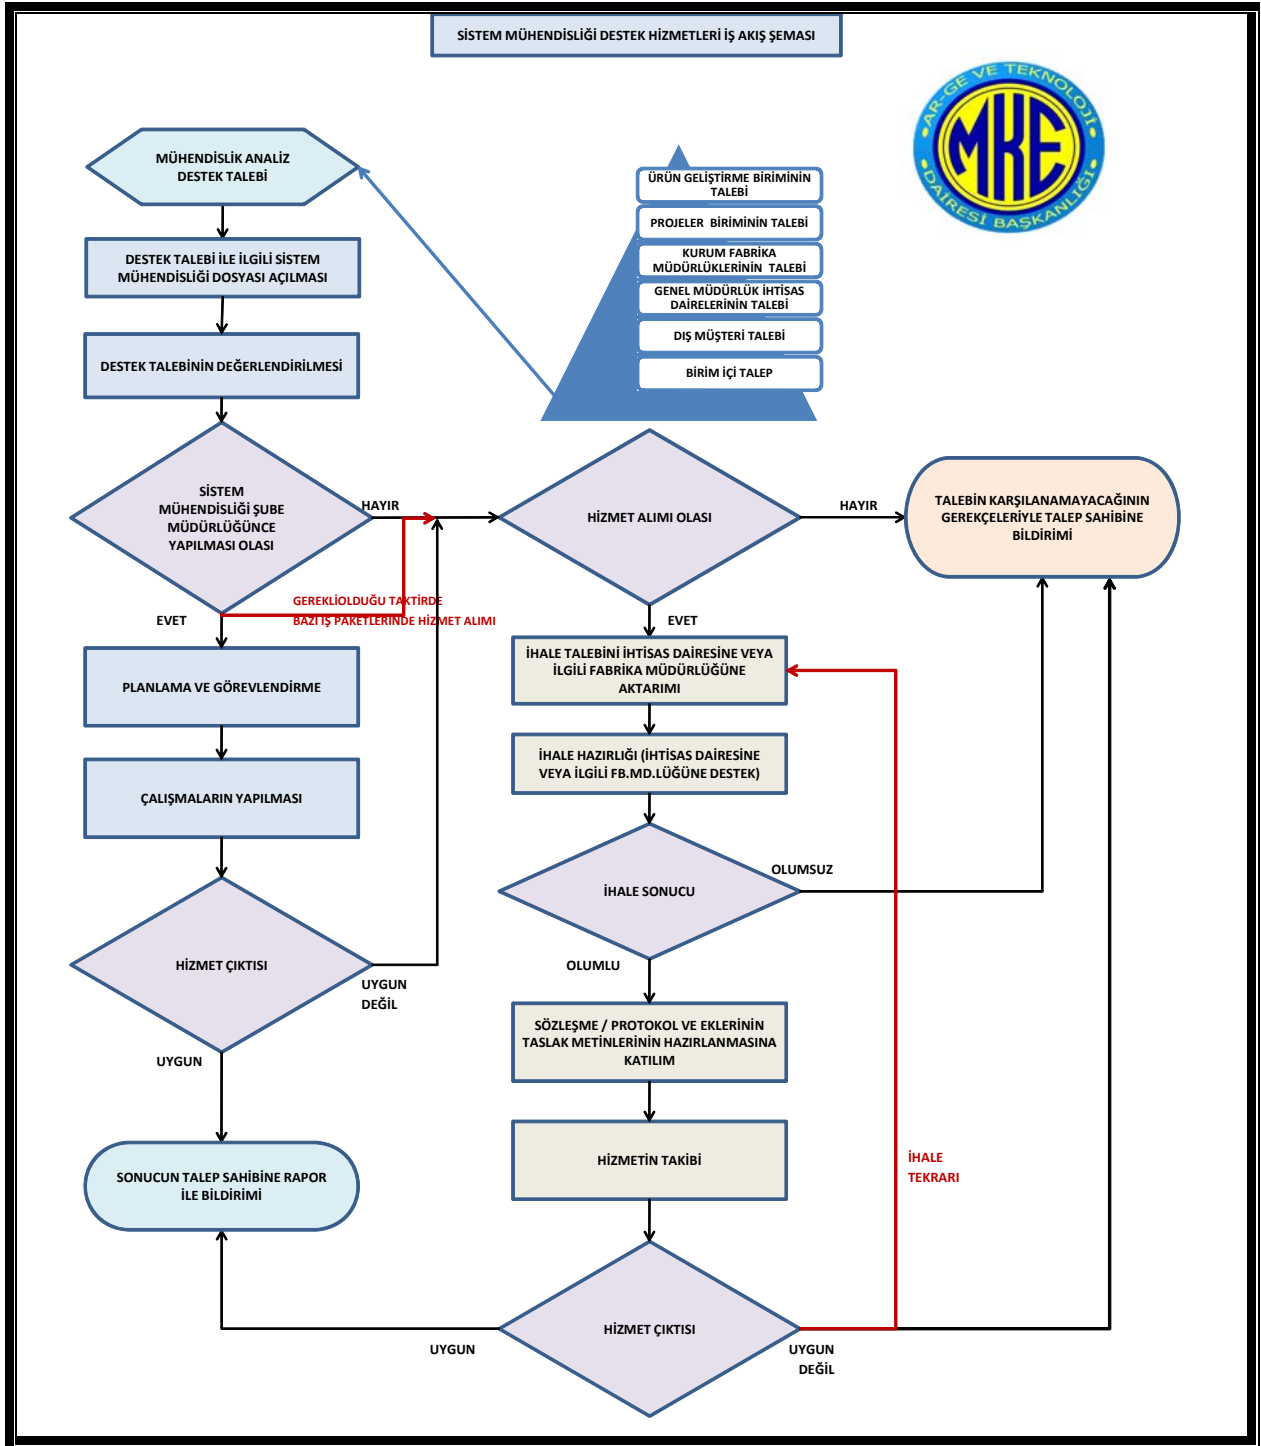 SİSTEM MÜHENDİSLİĞİ DESTEK HİZMETLERİ İŞ AKIŞ ŞEMASI
AR-GE VE TEKNOLOJİ
MKE
DAİRESİ BAŞKANLIĞI
MÜHENDİSLİK ANALİZ
DESTEK TALEBİ
ÜRÜN GELİŞTİRME BİRİMİNİN
TALEBİ
PROJELER BİRİMİNİN TALEBİ
KURUM FABRİKA
MÜDÜRLÜKLERİNİN TALEBİ
GENEL MÜDÜRLÜK İHTİSAS
DAİRELERİNİN TALEBİ
DIŞ MÜŞTERİ TALEBİ
BİRİM İÇİ TALEP
DESTEK TALEBİ İLE İLGİLİ SİSTEM
MÜHENDİSLİĞİ DOSYASI AÇILMASI
DESTEK TALEBİNİN DEĞERLENDİRİLMESİ
SİSTEM
MÜHENDİSLİĞİ ŞUBE
MÜDÜRLÜĞÜNCE
YAPILMASI OLASI
HAYIR
HİZMET ALIMI OLASI
HAYIR
TALEBİN KARŞILANAMAYACAĞININ
GEREKÇELERİYLE TALEP SAHİBİNE
BİLDİRİMİ
GEREKLİOLDUĞU TAKTİRDE
BAZI İŞ PAKETLERİNDE HİZMET ALIMI
EVET
EVET
PLANLAMA VE GÖREVLENDİRME
İHALE TALEBİNİ İHTİSAS DAİRESİNE VEYA
İLGİLİ FABRİKA MÜDÜRLÜĞÜNE
AKTARIMI
ÇALIŞMALARIN YAPILMASI
İHALE HAZIRLIĞI (İHTİSAS DAİRESİNE
VEYA İLGİLİ FB.MD.LÜĞÜNE DESTEK)
İHALE SONUCU
OLUMSUZ
OLUMLU
HİZMET ÇIKTISI
UYGUN
DEĞİL
UYGUN
SÖZLEŞME / PROTOKOL VE EKLERİNİN
TASLAK METİNLERİNİN HAZIRLANMASINA
KATILIM
HİZMETİN TAKİBİ
İHALE
TEKRARI
SONUCUN TALEP SAHİBİNE RAPOR
İLE BİLDİRİMİ
HİZMET ÇIKTISI
UYGUN
UYGUN
DEĞİL